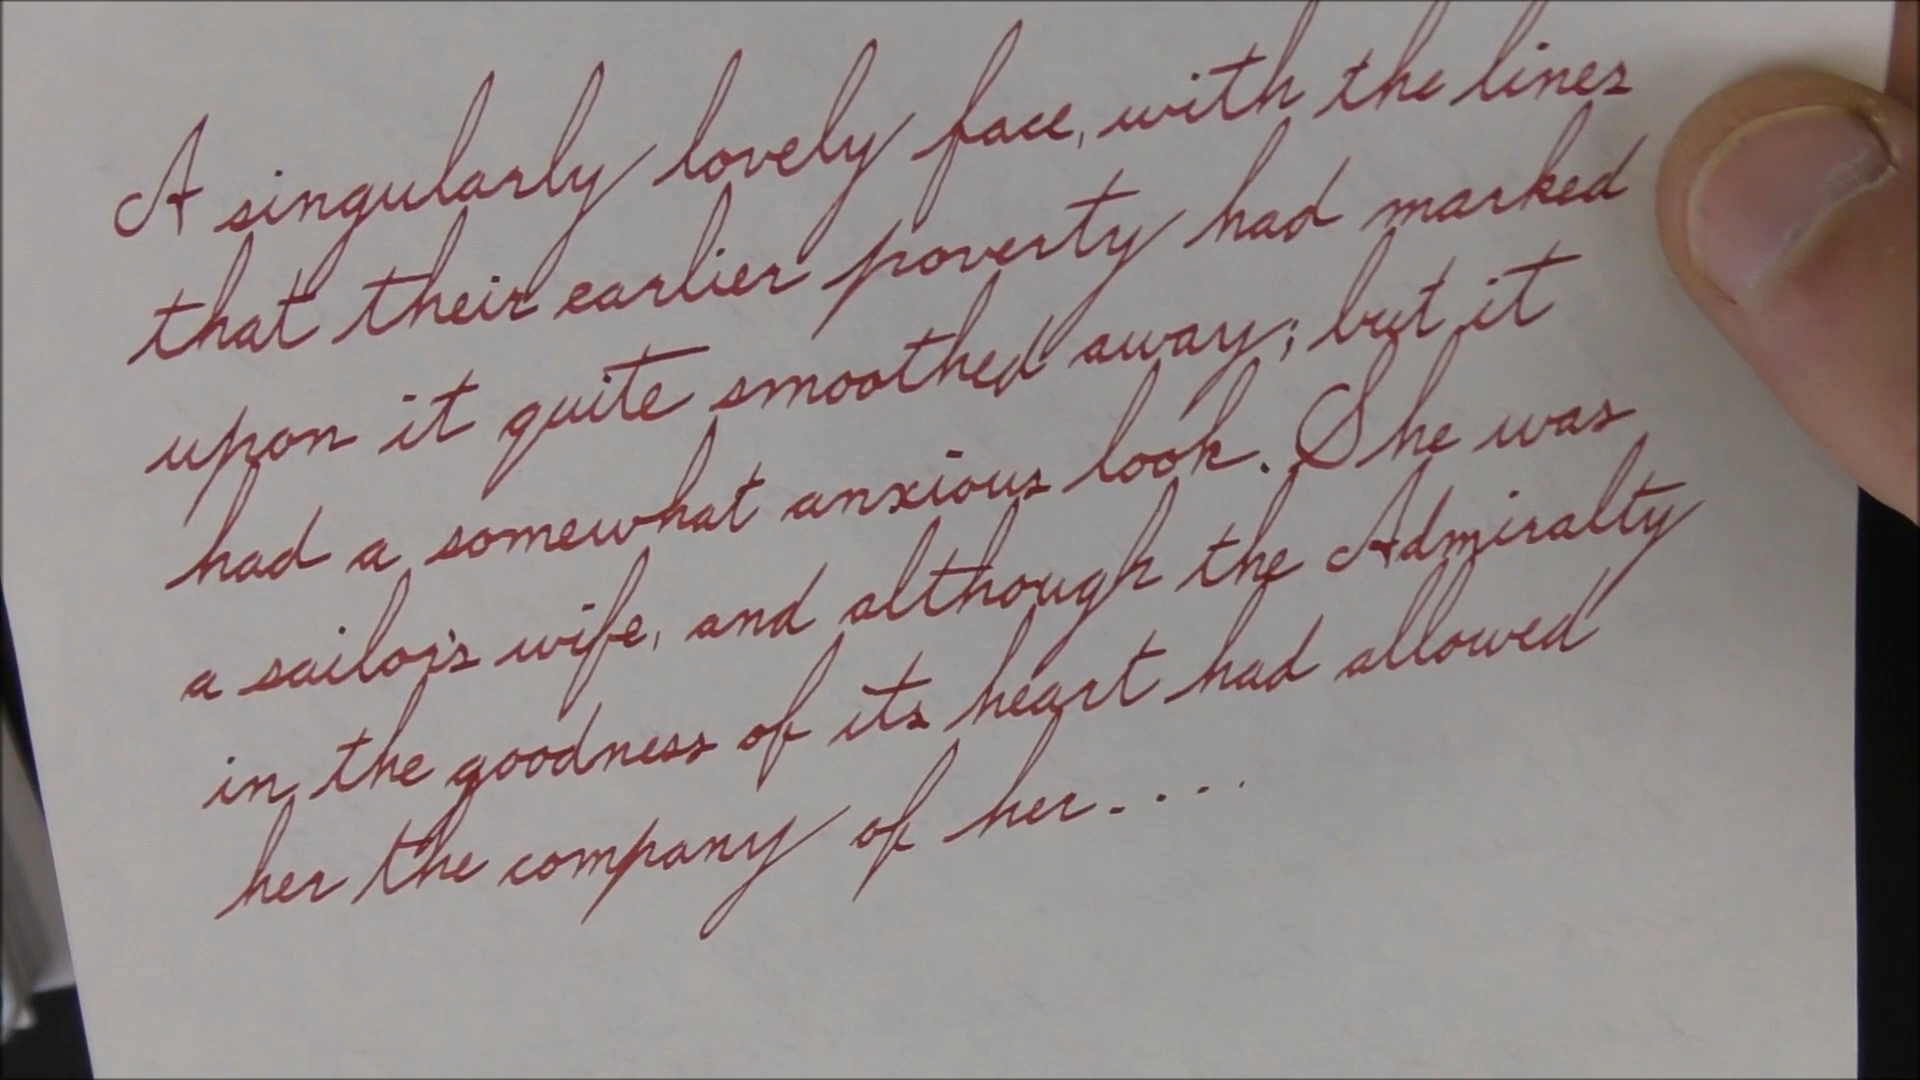 A singularly lovely face, with the lines
that their earlier poverty had marked
upon it quite smoothed away; but it
had a somewhat anxious look. She was
a sailor's wife, and although the Admiralty
in the goodness of its heart had allowed
her the company of her....